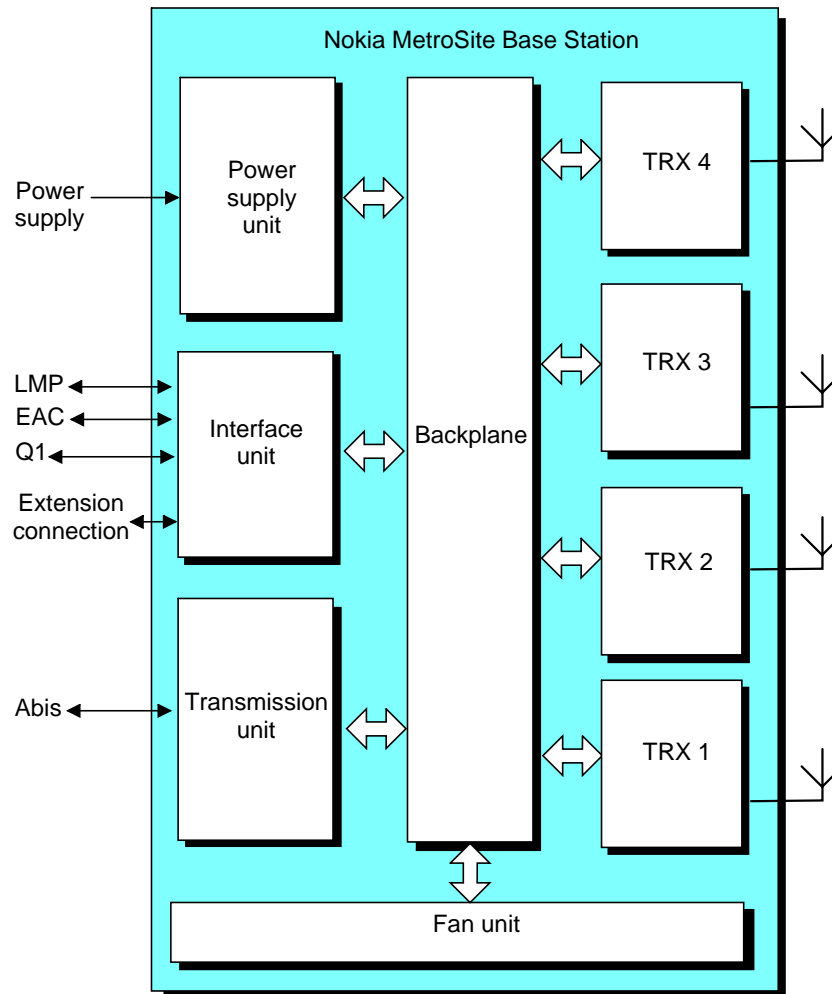 Nokia MetroSite Base Station
Power
supply
Power
supply
unit
TRX 4
LMP
EAC
Q1
Extension
connection
Interface
unit
Backplane
TRX 3
TRX 2
Abis
Transmission
unit
TRX 1
Fan unit